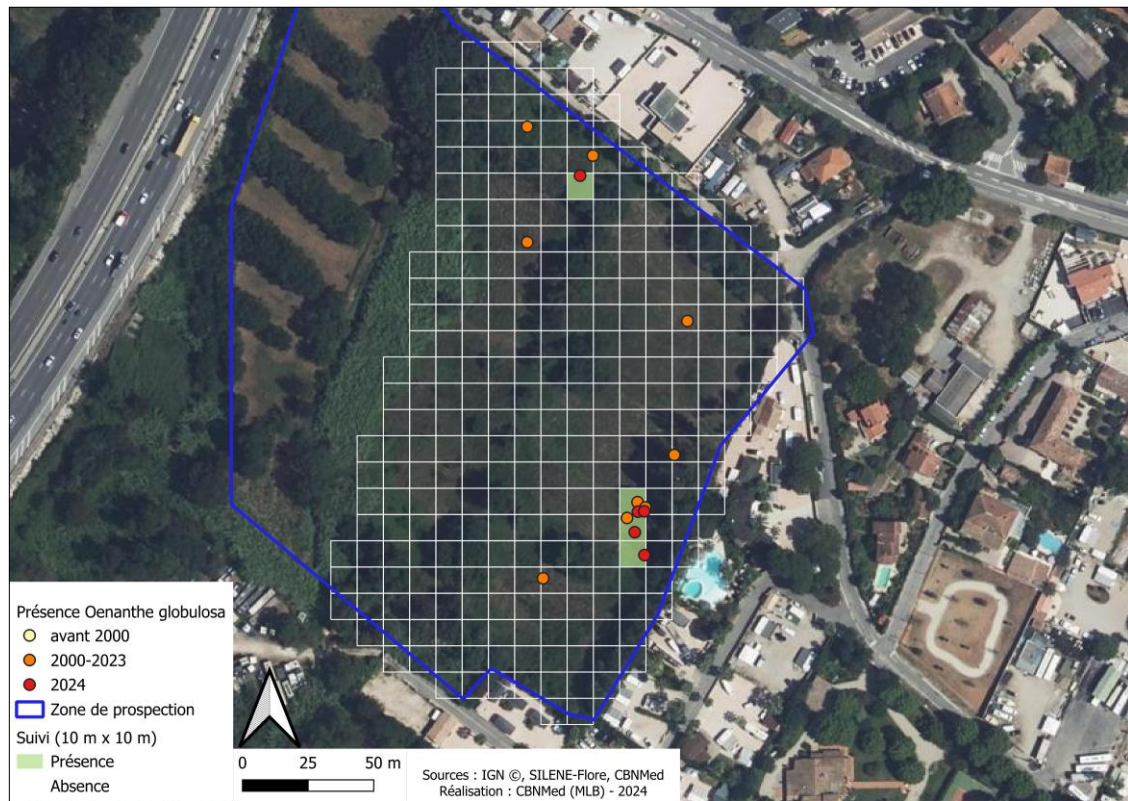 Présence Oenanthe globulosa
avant 2000
2000-2023
2024
Zone de prospection
Suivi (10 m x 10 m)
Présence
Absence
0 25 50 m
Sources : IGN ©, SILENE-Flore, CBNMed
Réalisation : CBNMed (MLB) - 2024